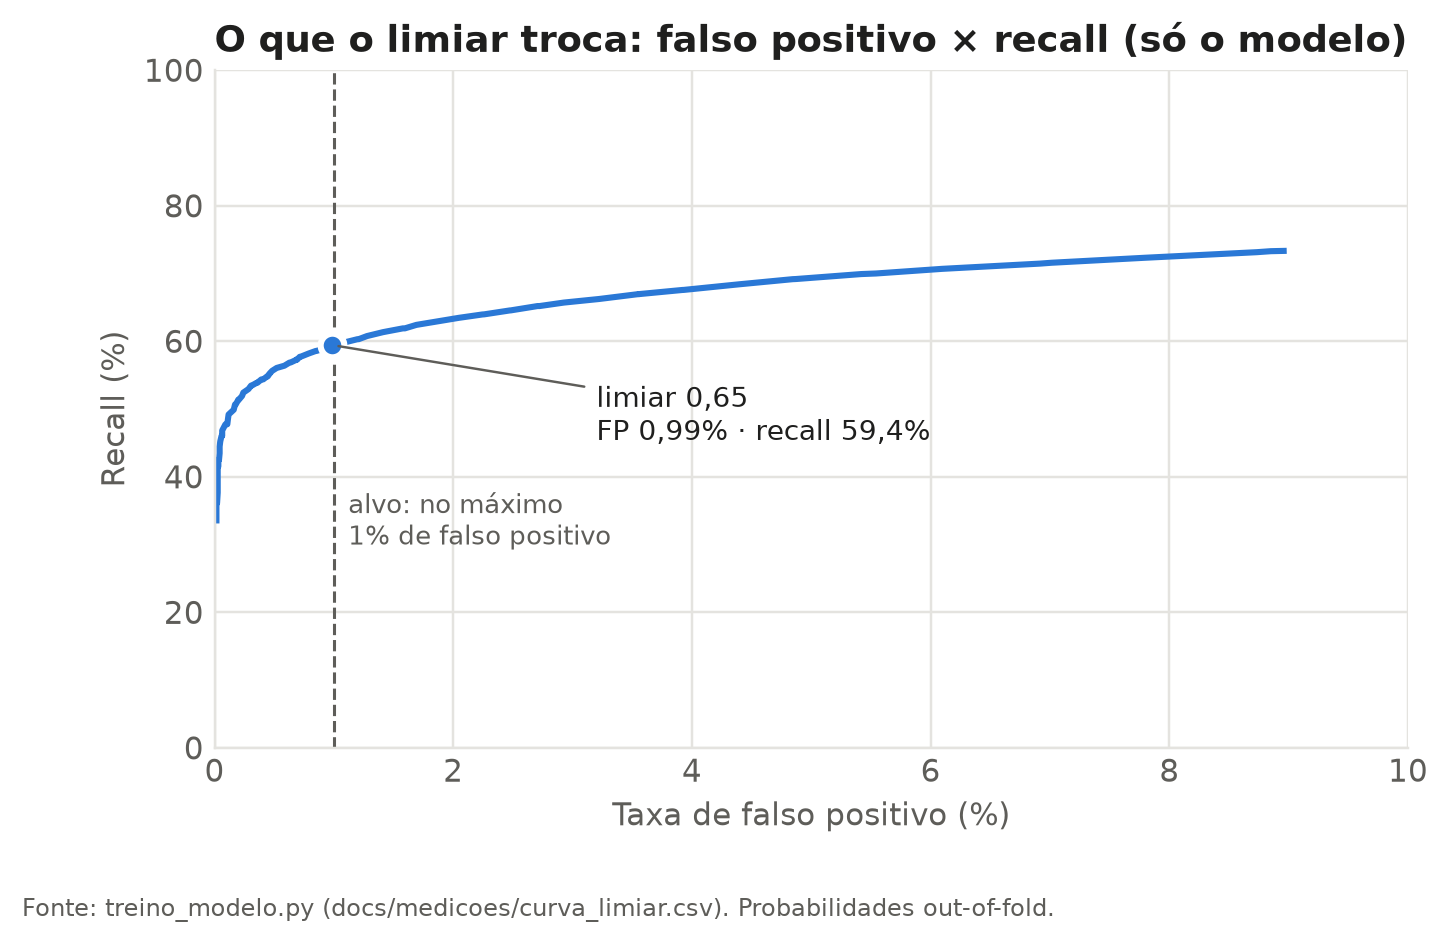 O que o limiar troca: falso positivo × recall (só o modelo)
100
80
60
40
20
0
Recall (%)
limiar 0,65
FP 0,99% · recall 59,4%
alvo: no máximo
1% de falso positivo
0 2 4 6 8 10
Taxa de falso positivo (%)
Fonte: treino_modelo.py (docs/medicoes/curva_limiar.csv). Probabilidades out-of-fold.